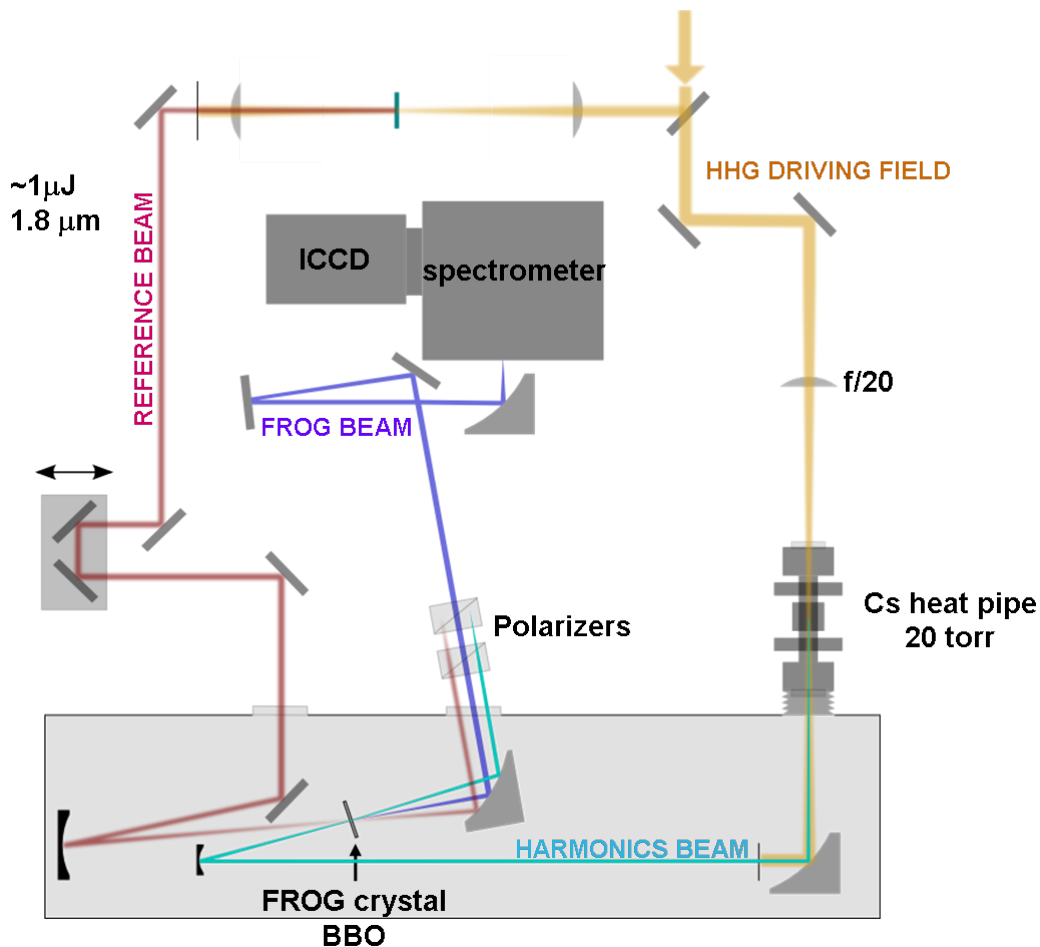 HHG DRIVING FIELD
~1μJ
1.8 μm
REFERENCE BEAM
ICCD
spectrometer
f/20
FROG BEAM
Cs heat pipe
20 torr
Polarizers
HARMONICS BEAM
FROG crystal
BBO